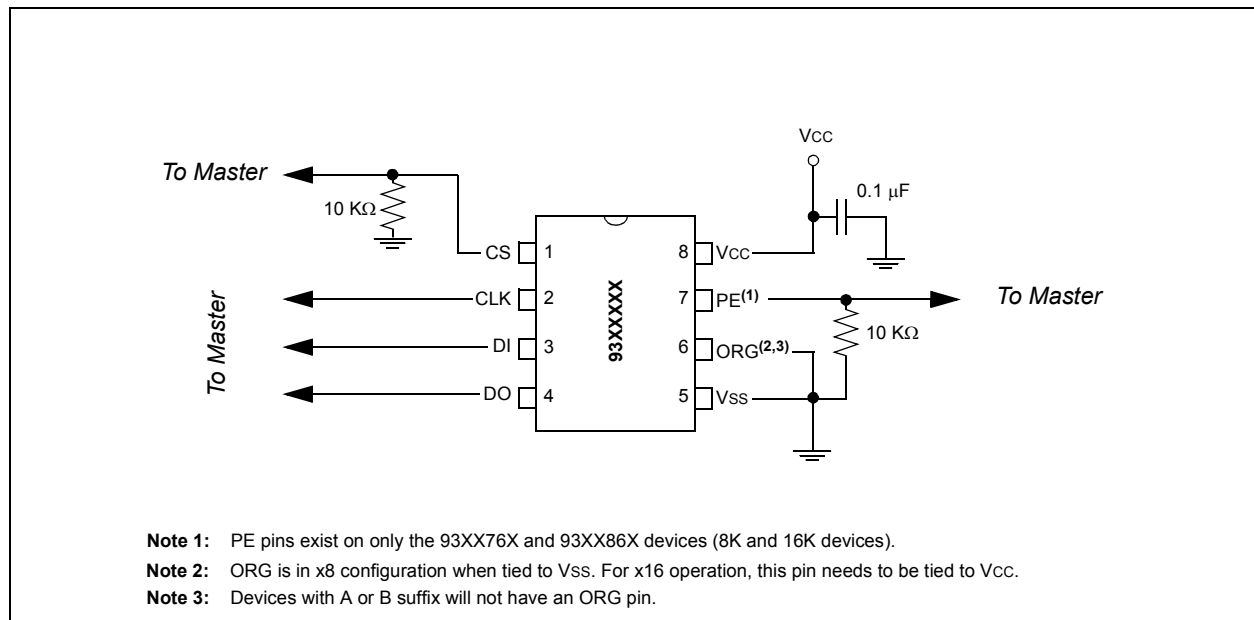 VCC
To Master
0.1 µF
10 KΩ
CS 1 8 VCC
CLK 2 7 PE(1) To Master
To Master
93XXXXXX
10 KΩ
DI 3 6 ORG(2,3)
DO 4 5 VSS
Note 1: PE pins exist on only the 93XX76X and 93XX86X devices (8K and 16K devices).
Note 2: ORG is in x8 configuration when tied to VSS. For x16 operation, this pin needs to be tied to VCC.
Note 3: Devices with A or B suffix will not have an ORG pin.